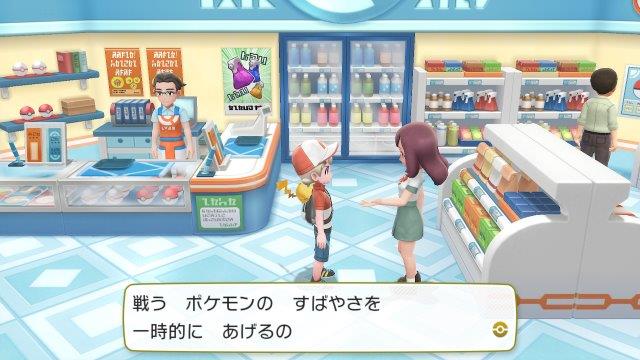 戦う　ポケモンの　すばやさを
一時的に　あげるの